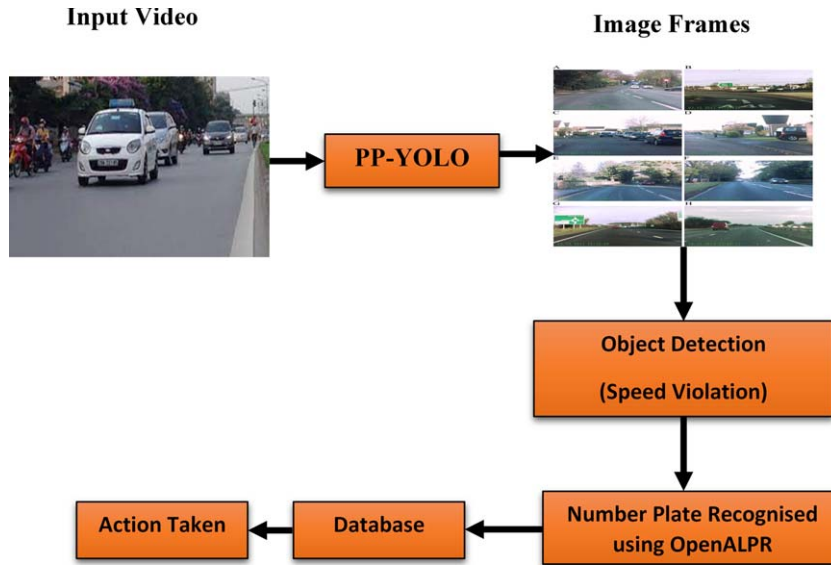 Input Video
Image Frames
PP-YOLO
A
B
C
D
E
G
H
Object Detection
(Speed Violation)
Number Plate Recognised
using OpenALPR
Database
Action Taken